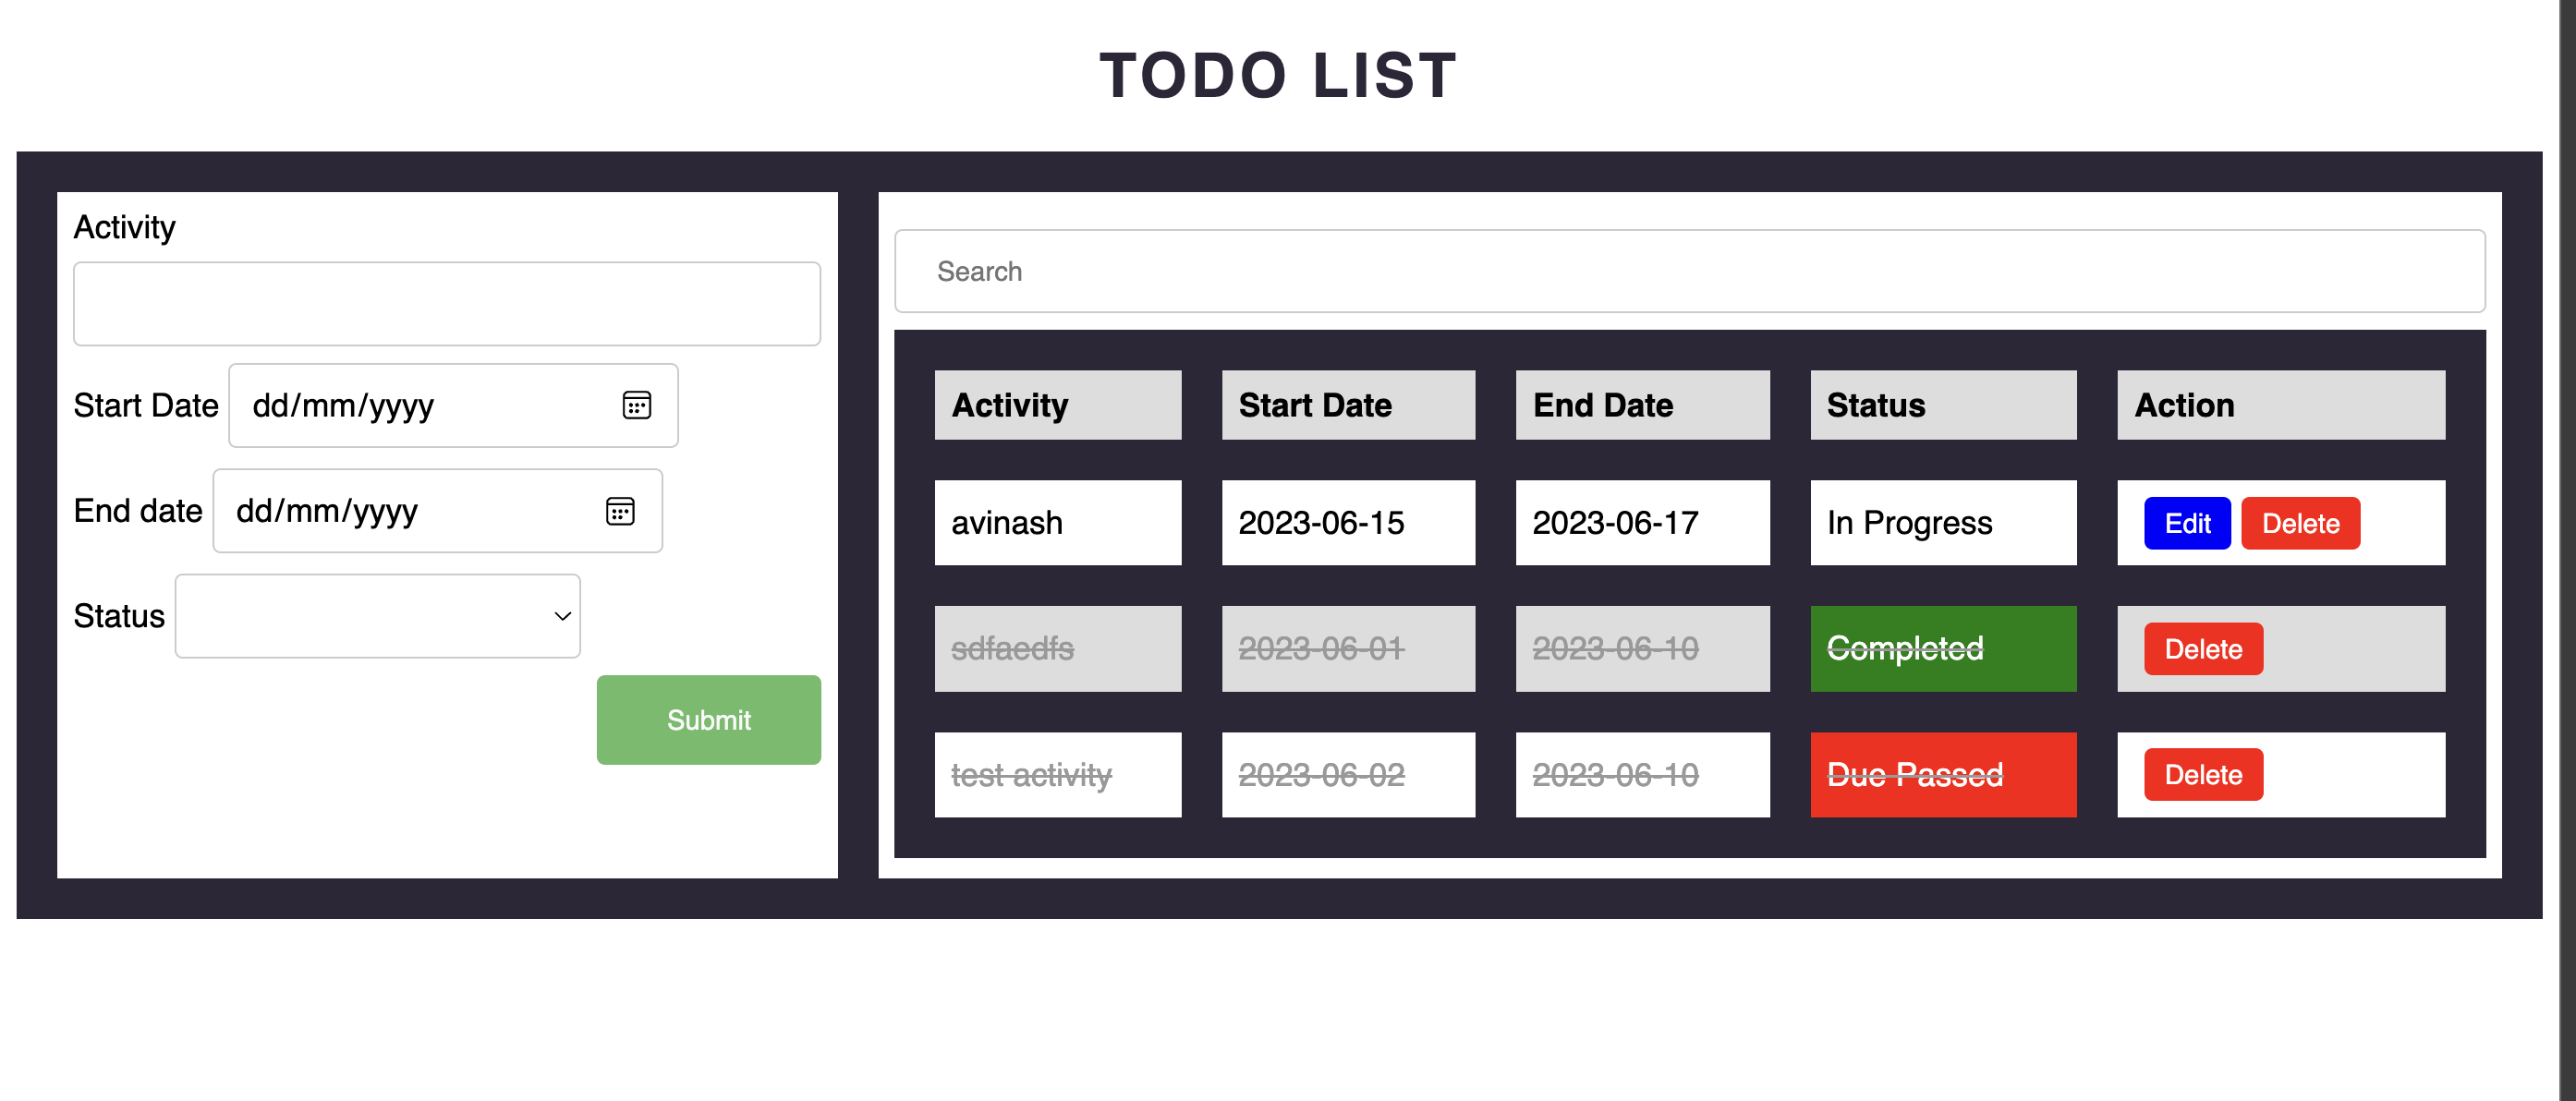 TODO LIST
Activity
Start Date dd/mm/yyyy
End date dd/mm/yyyy
Status
Submit
Search
Activity Start Date End Date Status Action
avinash 2023-06-15 2023-06-17 In Progress Edit Delete
sdfaedfs 2023-06-01 2023-06-10 Completed Delete
test activity 2023-06-02 2023-06-10 Due Passed Delete